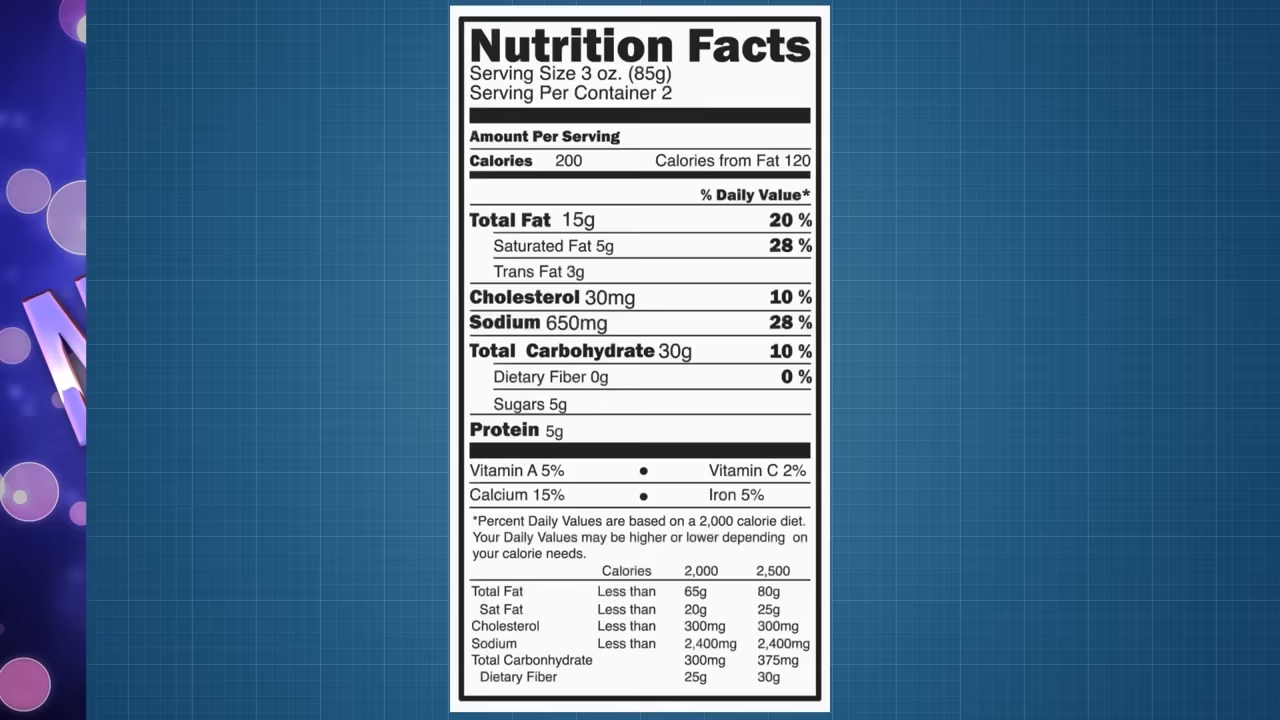 Nutrition Facts
Serving Size 3 oz. (85g)
Serving Per Container 2
Amount Per Serving
Calories 200 Calories from Fat 120
% Daily Value*
Total Fat 15g 20 %
Saturated Fat 5g 28 %
Trans Fat 3g
Cholesterol 30mg 10 %
Sodium 650mg 28 %
Total Carbohydrate 30g 10 %
Dietary Fiber 0g 0 %
Sugars 5g
Protein 5g
Vitamin A 5% • Vitamin C 2%
Calcium 15% • Iron 5%
*Percent Daily Values are based on a 2,000 calorie diet.
Your Daily Values may be higher or lower depending on
your calorie needs.
Calories 2,000 2,500
Total Fat Less than 65g 80g
Sat Fat Less than 20g 25g
Cholesterol Less than 300mg 300mg
Sodium Less than 2,400mg 2,400mg
Total Carbonhydrate 300mg 375mg
Dietary Fiber 25g 30g